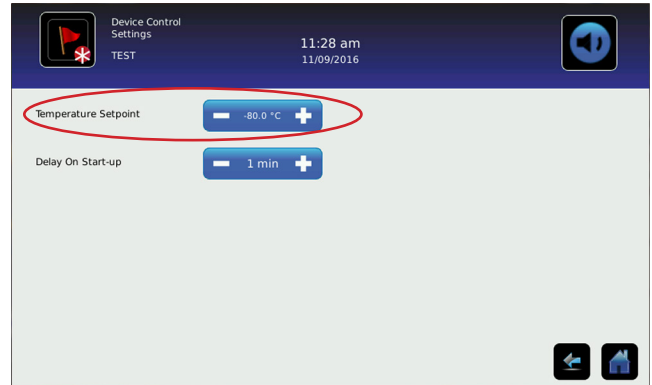 Device Control
Settings
TEST
11:28 am
11/09/2016
Temperature Setpoint
-80.0 °C
Delay On Start-up
1 min